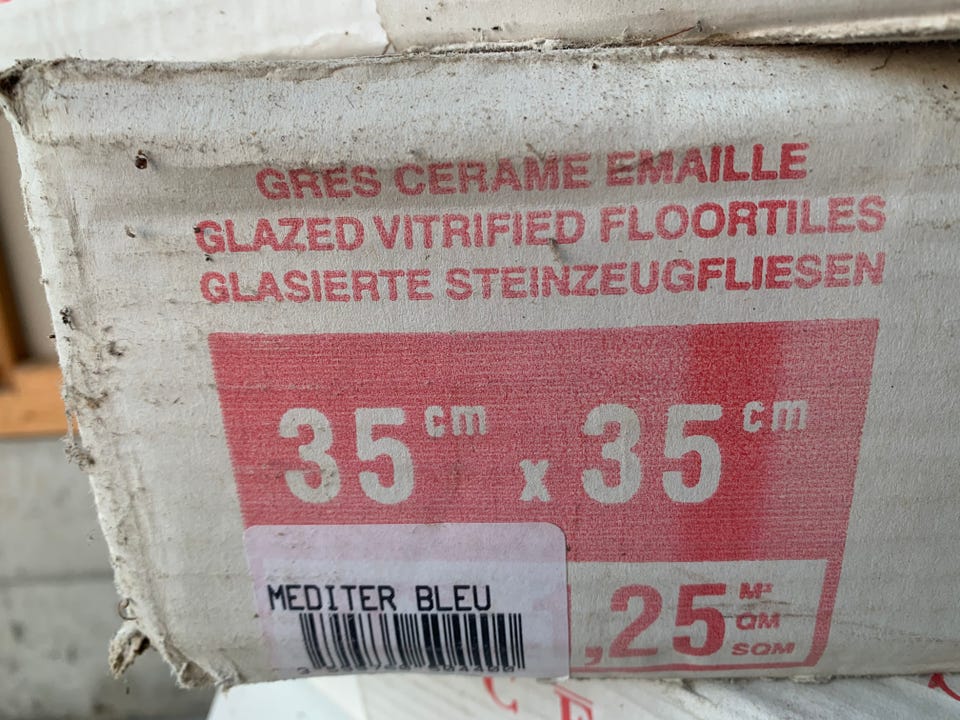 GRES CERAME EMAILLE
GLAZED VITRIFIED FLOORTILES
GLASIERTE STEINZEUGFLIESEN
35 cm x 35 cm
MEDITER BLEU
,25 M²
QM
SQM